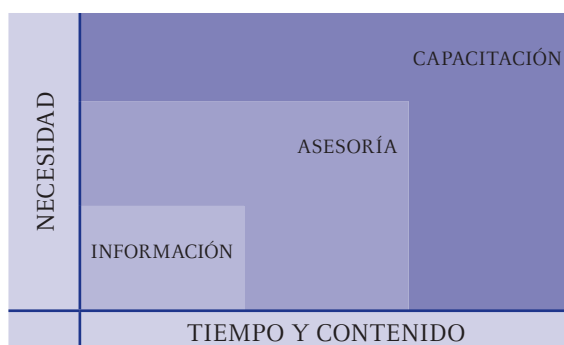 CAPACITACIÓN
NECESIDAD
ASESORÍA
INFORMACIÓN
TIEMPO Y CONTENIDO